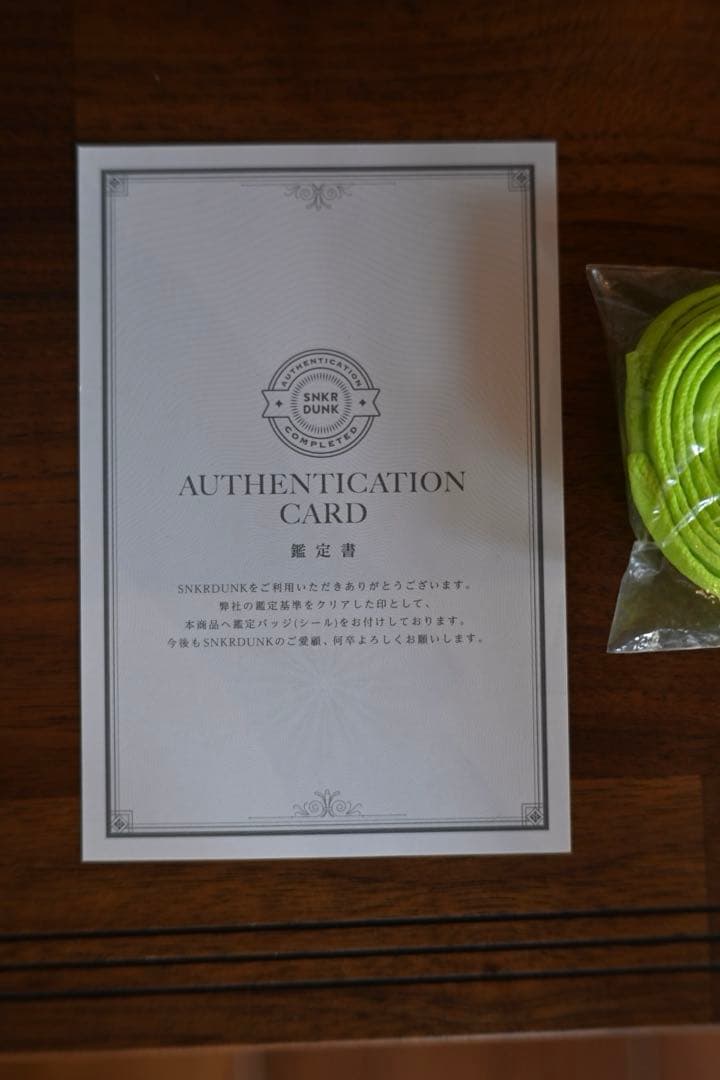 AUTHENTICATION
SNKR
DUNK
COMPLETED
AUTHENTICATION
CARD
鑑定書
SNKRDUNKをご利用いただきありがとうございます。
弊社の鑑定基準をクリアした印として、
本商品へ鑑定バッジ(シール)をお付けしております。
今後もSNKRDUNKのご愛顧、何卒よろしくお願いします。